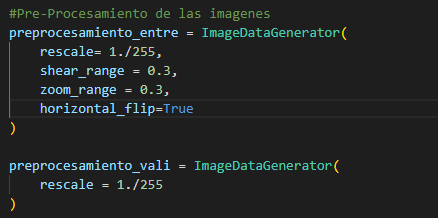 #Pre-Procesamiento de las imagenes
preprocesamiento_entre = ImageDataGenerator(
    rescale= 1./255,
    shear_range = 0.3,
    zoom_range = 0.3,
    horizontal_flip=True
)

preprocesamiento_vali = ImageDataGenerator(
    rescale = 1./255
)